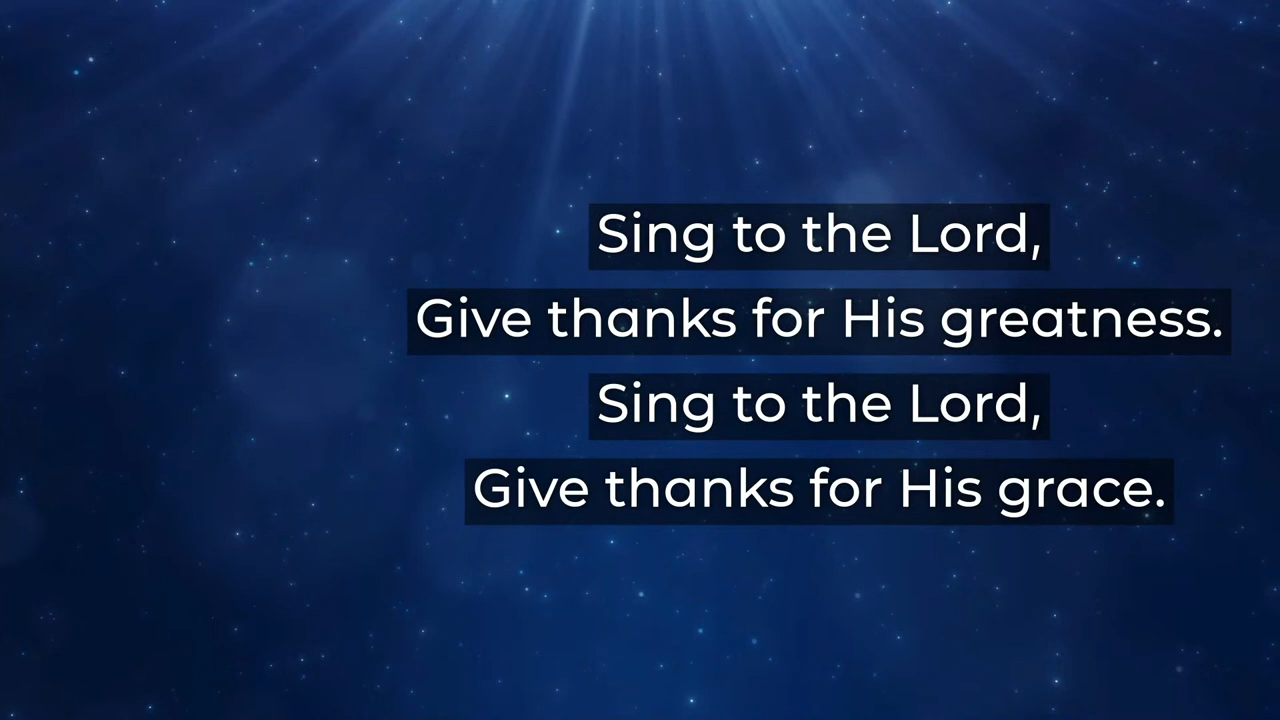 Sing to the Lord,
Give thanks for His greatness.
Sing to the Lord,
Give thanks for His grace.